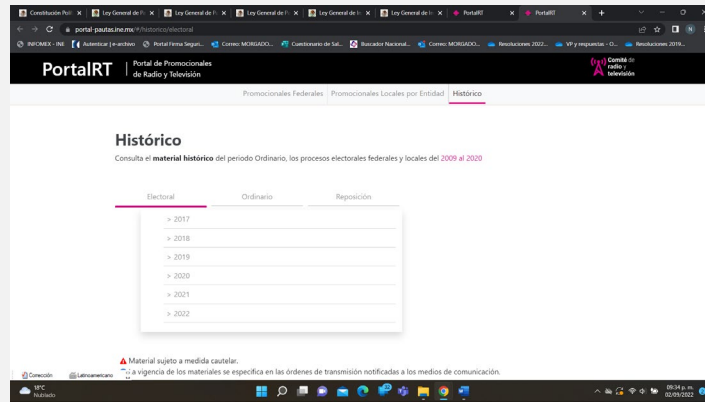 Constitución Polí
Ley General de Pa
Ley General de P
Ley General de Pa
Ley General de In
Ley General de In
PortalRT
PortalRT
portal-pautas.ine.mx/#/historico/electoral
INFOMEX - INE
Autenticar | e-archivo
Portal Firma Seguri...
Correo: MORGADO...
Cuestionario de Sal...
Buscador Nacional...
Correo: MORGADO...
Resoluciones 2022...
VP y respuestas - O...
Resoluciones 2019...
PortalRT
Portal de Promocionales
de Radio y Televisión
Comité de
radio y
televisión
Promocionales Federales
Promocionales Locales por Entidad
Histórico
Histórico
Consulta el material histórico del periodo Ordinario, los procesos electorales federales y locales del 2009 al 2020
Electoral
Ordinario
Reposición
» 2017
» 2018
» 2019
» 2020
» 2021
» 2022
Material sujeto a medida cautelar.
a vigencia de los materiales se especifica en las órdenes de transmisión notificadas a los medios de comunicación.
Corrección
Latinoamericano
18°C
Nublado
09:34 p. m.
02/09/2022